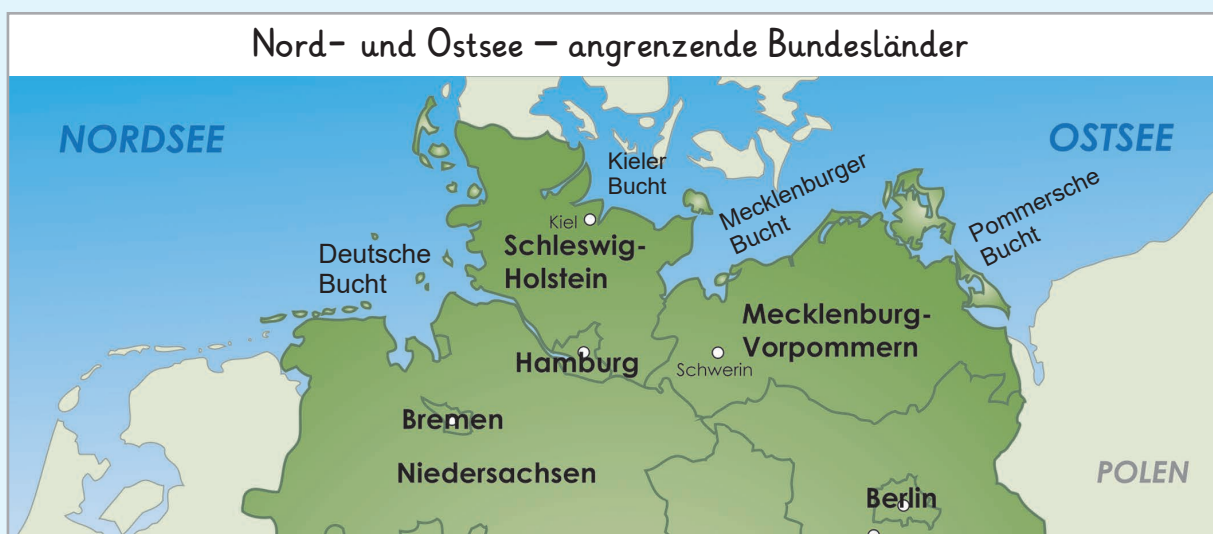 Nord- und Ostsee – angrenzende Bundesländer
NORDSEE
OSTSEE
Kieler
Bucht
Mecklenburger
Bucht
Pommersche
Bucht
Kiel
Schleswig-
Holstein
Deutsche
Bucht
Mecklenburg-
Vorpommern
Hamburg
Schwerin
Bremen
Niedersachsen
POLEN
Berlin